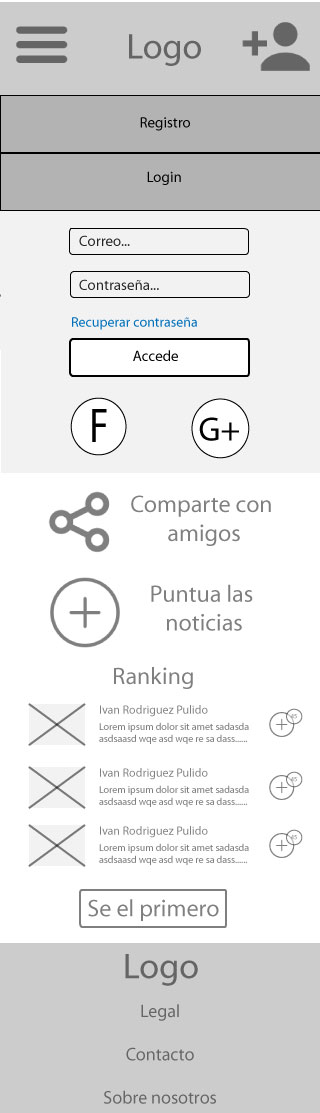 Logo
Registro
Login
Correo...
Contraseña...
Recuperar contraseña
Accede
F
G+
Comparte con
amigos
Puntua las
noticias
Ranking
Ivan Rodriguez Pulido
Lorem ipsum dolor sit amet sadasda
asdsaasd wqe asd wqe re sa dass......
Ivan Rodriguez Pulido
Lorem ipsum dolor sit amet sadasda
asdsaasd wqe asd wqe re sa dass......
Ivan Rodriguez Pulido
Lorem ipsum dolor sit amet sadasda
asdsaasd wqe asd wqe re sa dass......
Se el primero
Logo
Legal
Contacto
Sobre nosotros